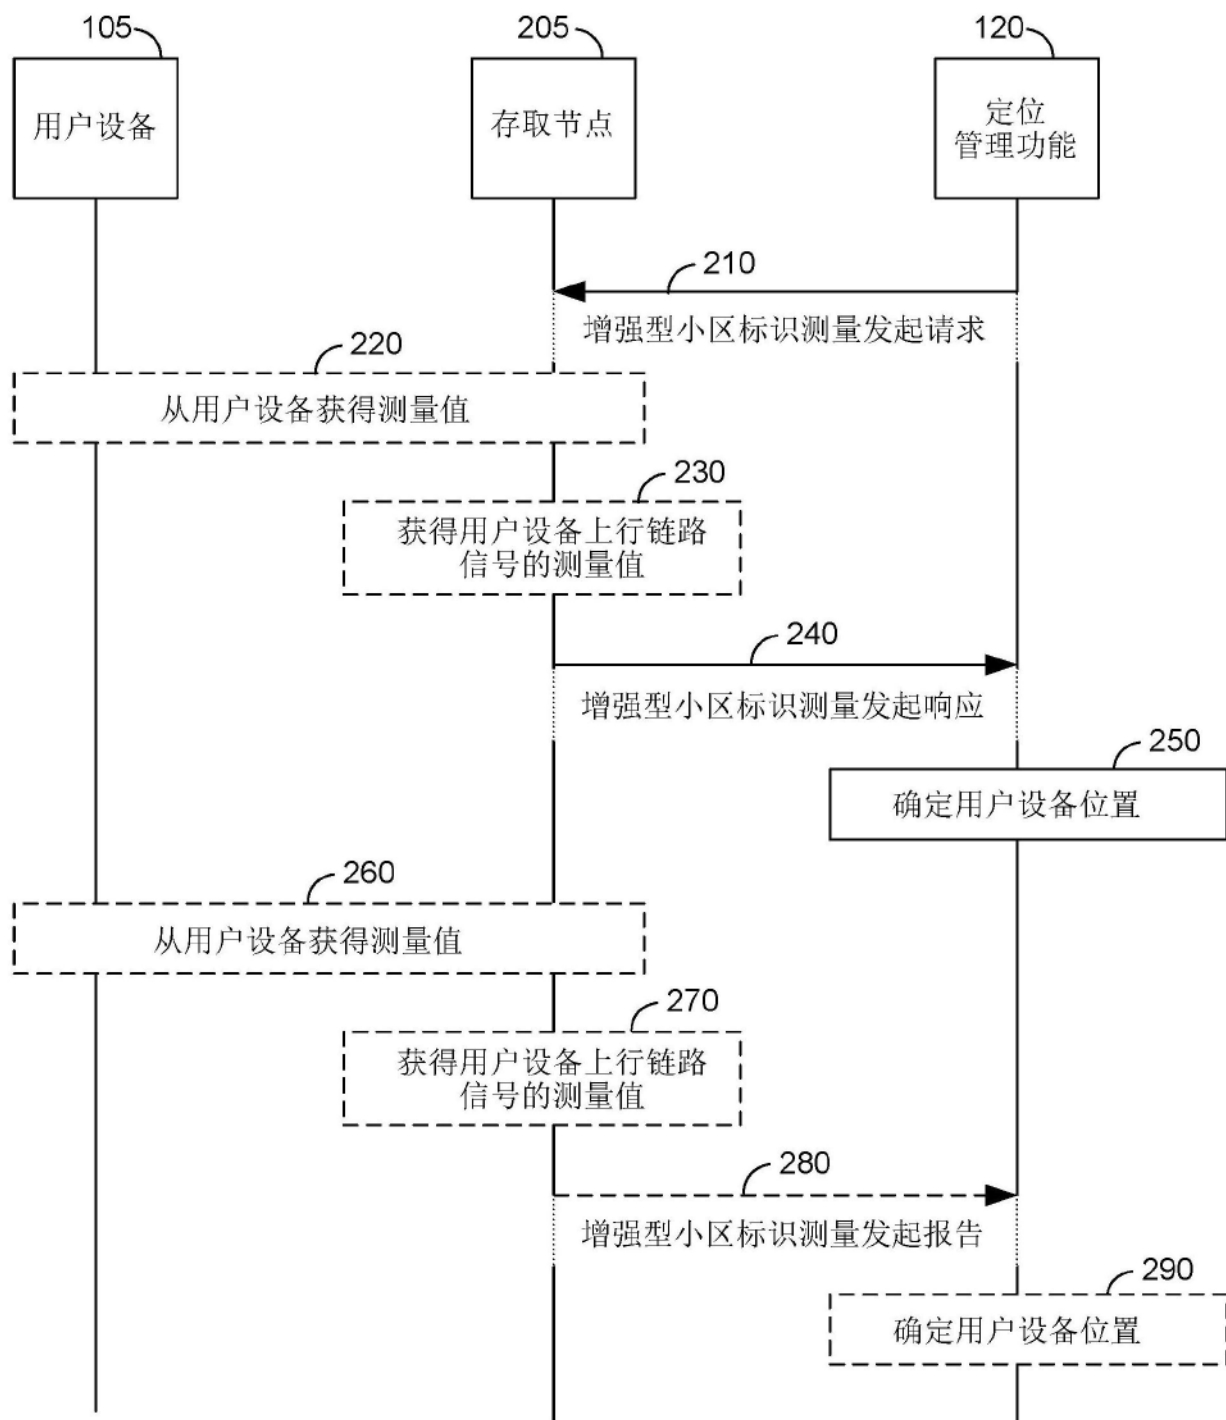 105
205
120
用户设备
存取节点
定位
管理功能
210
增强型小区标识测量发起请求
220
从用户设备获得测量值
230
获得用户设备上行链路
信号的测量值
240
增强型小区标识测量发起响应
250
确定用户设备位置
260
从用户设备获得测量值
270
获得用户设备上行链路
信号的测量值
280
增强型小区标识测量发起报告
290
确定用户设备位置